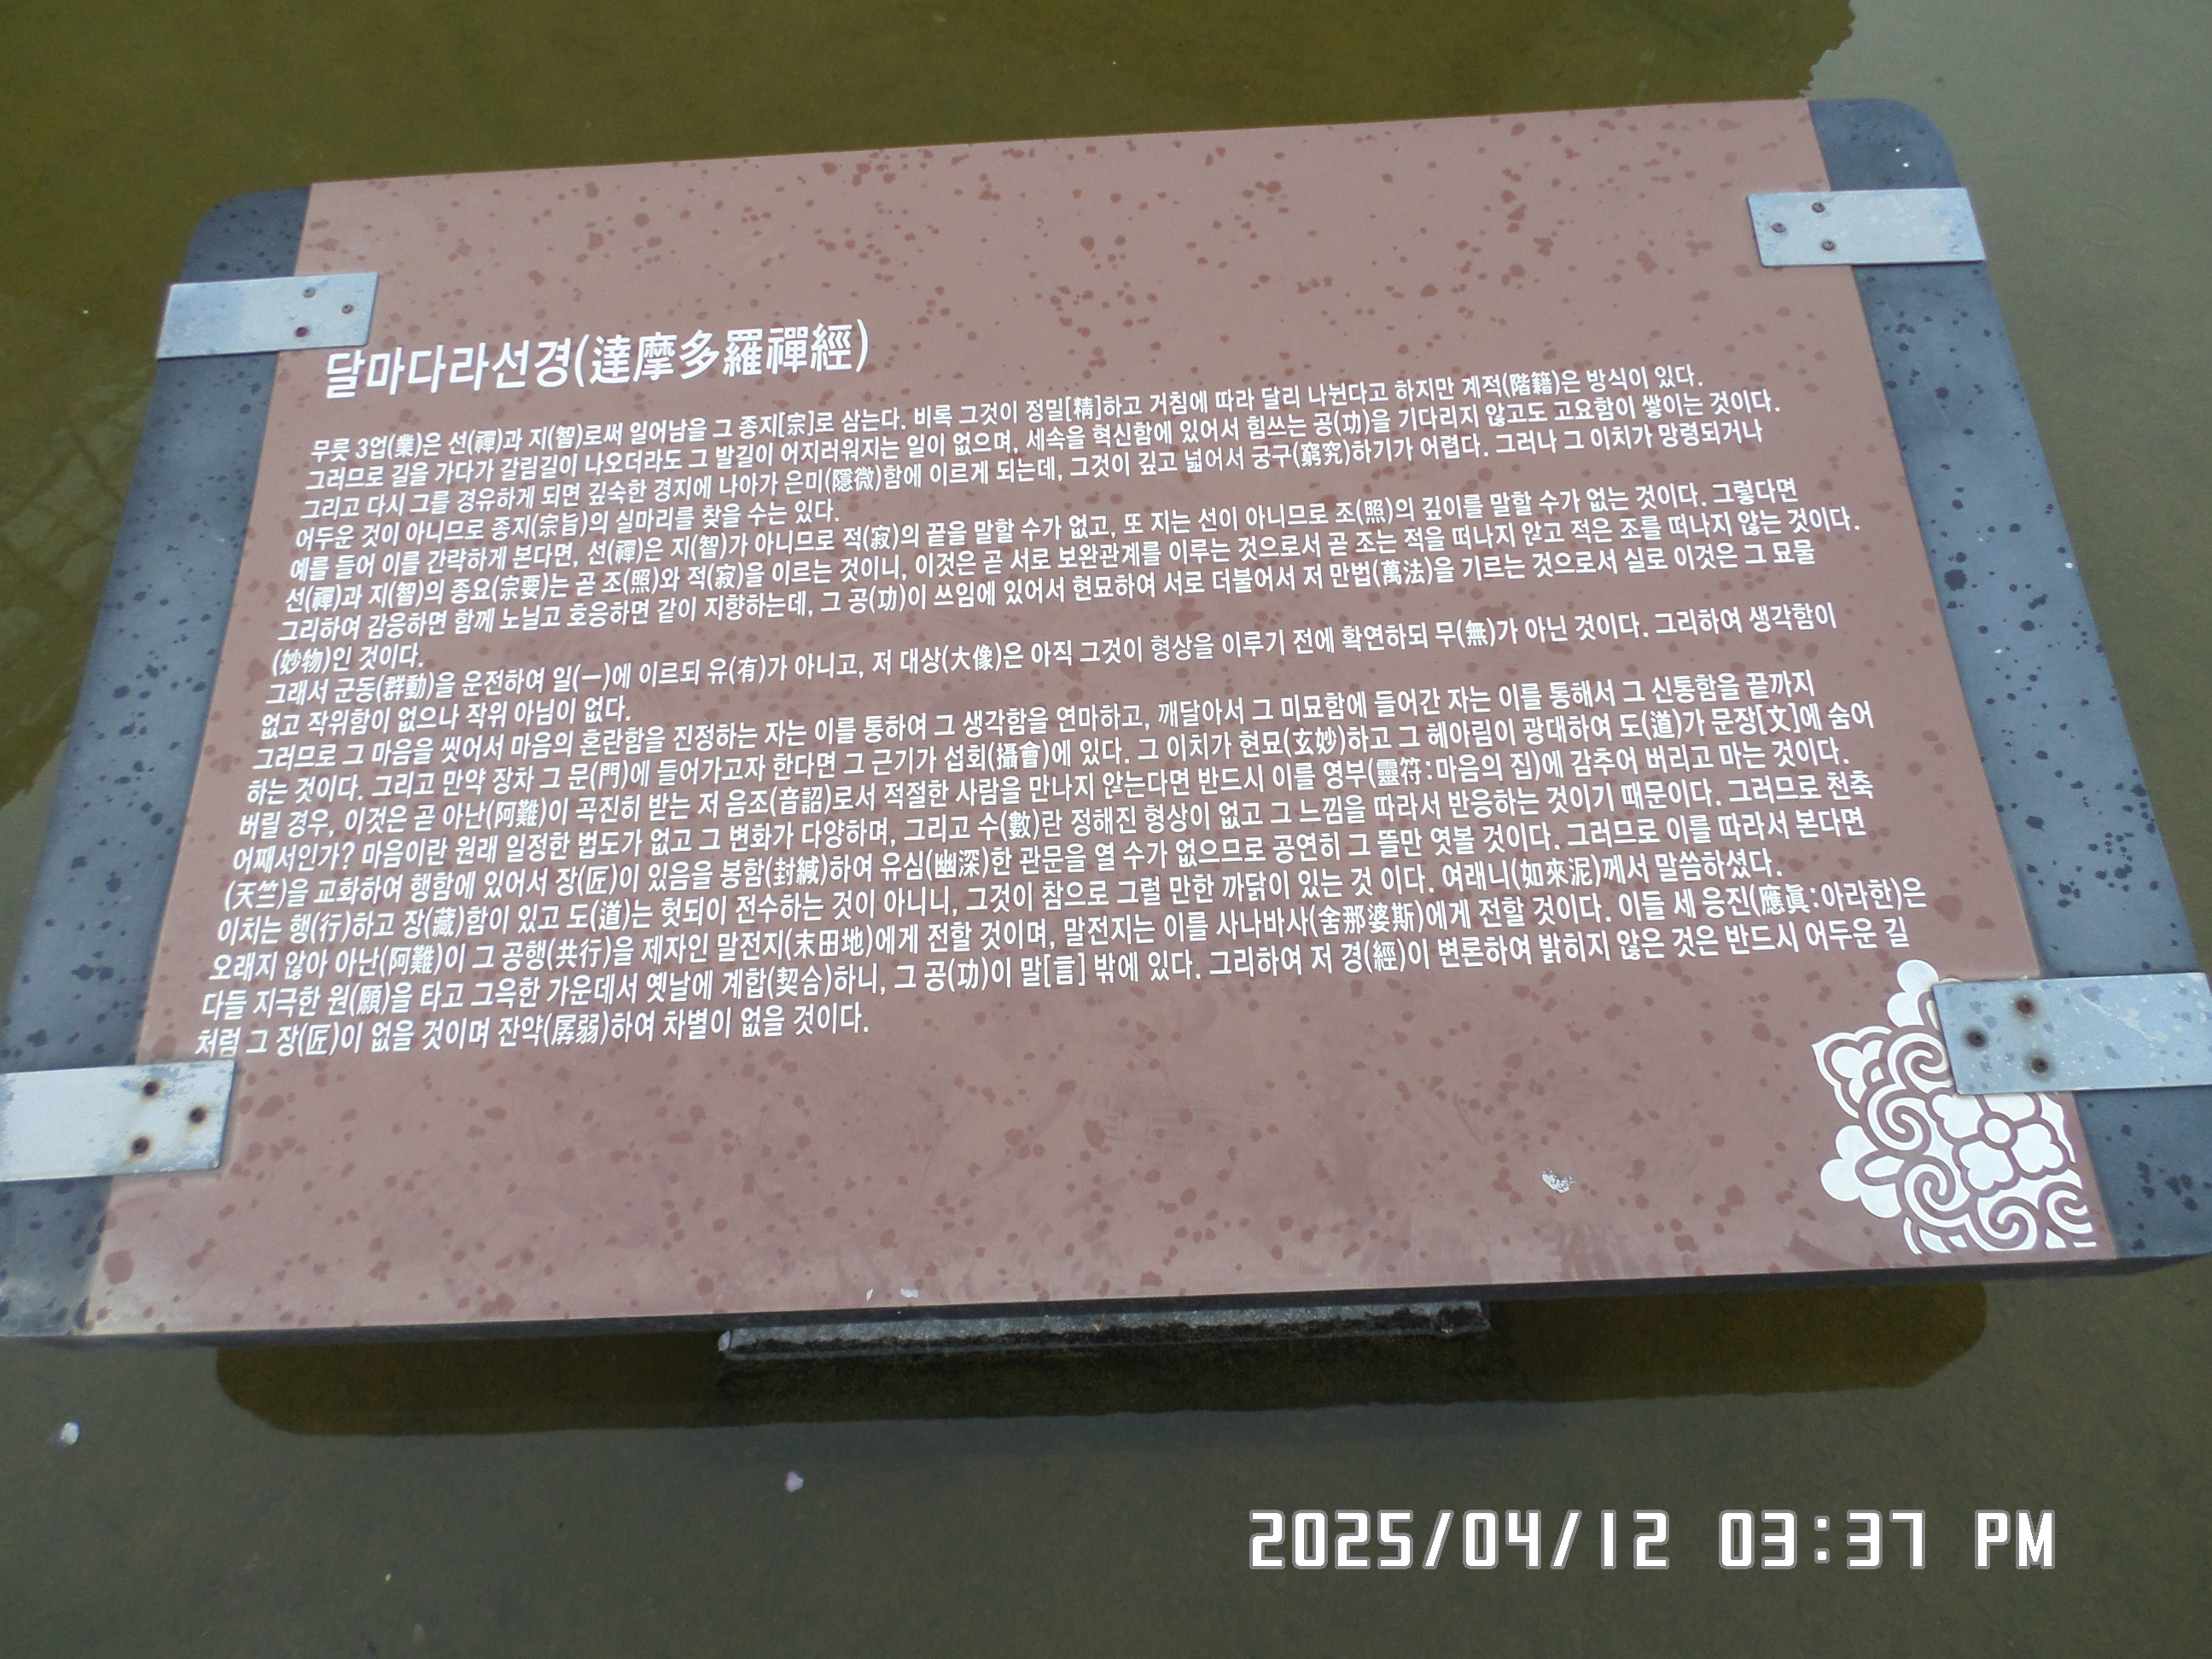 달마다라선경(達摩多羅禪經)
무릇 3업(業)은 선(禪)과 지(智)로써 일어남을 그 종지[宗]로 삼는다. 비록 그것이 정밀[精]하고 거침에 따라 달리 나뉜다고 하지만 계적(階籍)은 방식이 있다.
그러므로 길을 가다가 갈림길이 나오더라도 그 발길이 어지러워지는 일이 없으며, 세속을 혁신함에 있어서 힘쓰는 공(功)을 기다리지 않고도 고요함이 쌓이는 것이다.
그리고 다시 그를 경유하게 되면 깊숙한 경지에 나아가 은미(隱微)함에 이르게 되는데, 그것이 깊고 넓어서 궁구(窮究)하기가 어렵다. 그러나 그 이치가 망령되거나
어두운 것이 아니므로 종지(宗旨)의 실마리를 찾을 수는 있다.
예를 들어 이를 간략하게 본다면, 선(禪)은 지(智)가 아니므로 적(寂)의 끝을 말할 수가 없고, 또 지는 선이 아니므로 조(照)의 깊이를 말할 수가 없는 것이다. 그렇다면
선(禪)과 지(智)의 종요(宗要)는 곧 조(照)와 적(寂)을 이르는 것이니, 이것은 곧 서로 보완관계를 이루는 것으로서 곧 조는 적을 떠나지 않고 적은 조를 떠나지 않는 것이다.
그리하여 감응하면 함께 노닐고 호응하면 같이 지향하는데, 그 공(功)이 쓰임에 있어서 현묘하여 서로 더불어서 저 만법(萬法)을 기르는 것으로서 실로 이것은 그 묘물
(妙物)인 것이다.
그래서 군동(群動)을 운전하여 일(一)에 이르되 유(有)가 아니고, 저 대상(大像)은 아직 그것이 형상을 이루기 전에 확연하되 무(無)가 아닌 것이다. 그리하여 생각함이
없고 작위함이 없으나 작위 아님이 없다.
그러므로 그 마음을 씻어서 마음의 혼란함을 진정하는 자는 이를 통하여 그 생각함을 연마하고, 깨달아서 그 미묘함에 들어간 자는 이를 통해서 그 신통함을 끝까지
하는 것이다. 그리고 만약 장차 그 문(門)에 들어가고자 한다면 그 근기가 섭회(攝會)에 있다. 그 이치가 현묘(玄妙)하고 그 헤아림이 광대하여 도(道)가 문장[文]에 숨어
버릴 경우, 이것은 곧 아난(阿難)이 곡진히 받는 저 음조(音詔)로서 적절한 사람을 만나지 않는다면 반드시 이를 영부(靈符:마음의 집)에 감추어 버리고 마는 것이다.
어째서인가? 마음이란 원래 일정한 법도가 없고 그 변화가 다양하며, 그리고 수(數)란 정해진 형상이 없고 그 느낌을 따라서 반응하는 것이기 때문이다. 그러므로 천축
(天竺)을 교화하여 행함에 있어서 장(匠)이 있음을 봉함(封緘)하여 유심(幽深)한 관문을 열 수가 없으므로 공연히 그 뜰만 엿볼 것이다. 그러므로 이를 따라서 본다면
이치는 행(行)하고 장(藏)함이 있고 도(道)는 헛되이 전수하는 것이 아니니, 그것이 참으로 그럴 만한 까닭이 있는 것 이다. 여래니(如來泥)께서 말씀하셨다.
오래지 않아 아난(阿難)이 그 공행(共行)을 제자인 말전지(末田地)에게 전할 것이며, 말전지는 이를 사나바사(舍那婆斯)에게 전할 것이다. 이들 세 응진(應眞:아라한)은
다들 지극한 원(願)을 타고 그윽한 가운데서 옛날에 계합(契合)하니, 그 공(功)이 말[言] 밖에 있다. 그리하여 저 경(經)이 변론하여 밝히지 않은 것은 반드시 어두운 길
처럼 그 장(匠)이 없을 것이며 잔약(孱弱)하여 차별이 없을 것이다.
2025/04/12 03:37 PM